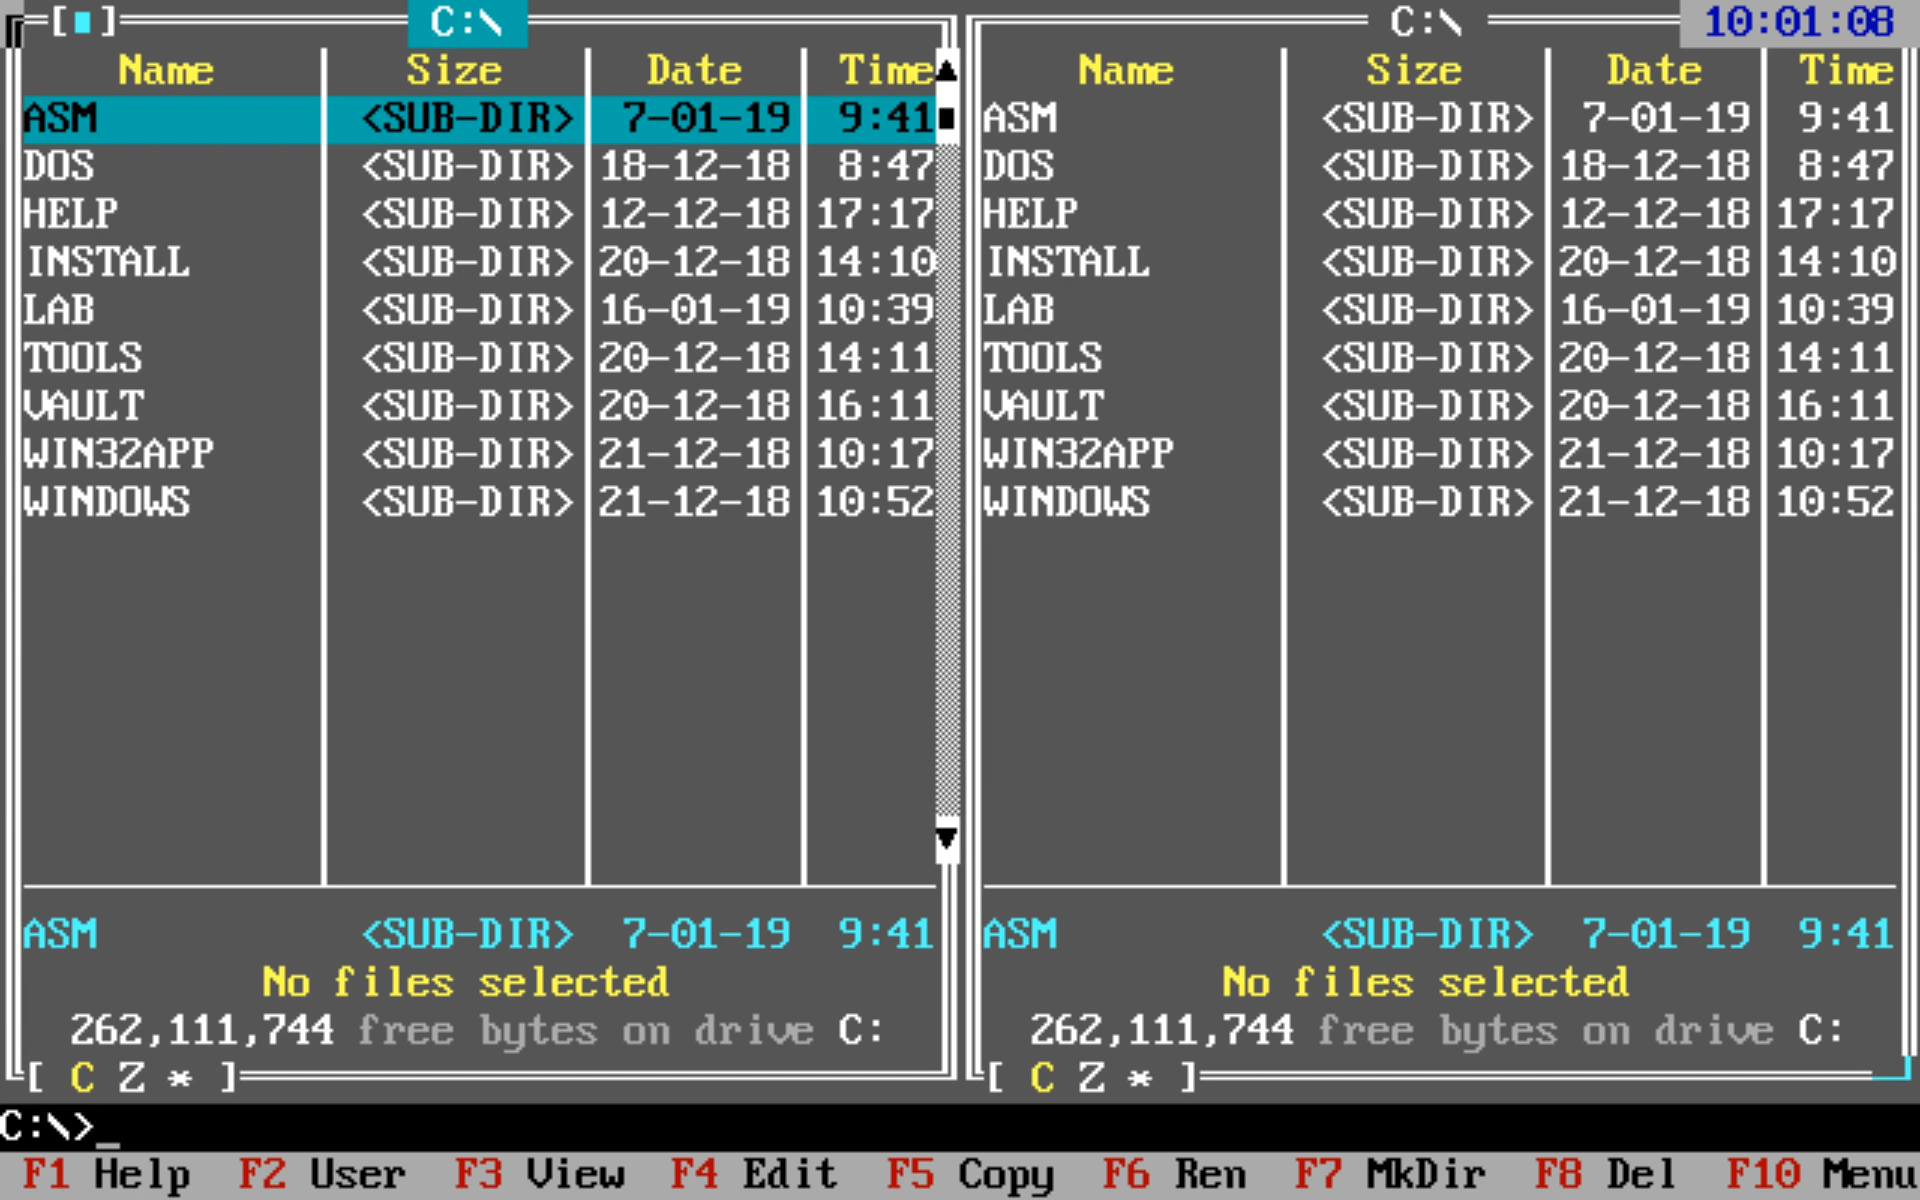 [■] C:\
Name Size Date Time
ASM <SUB-DIR> 7-01-19 9:41
DOS <SUB-DIR> 18-12-18 8:47
HELP <SUB-DIR> 12-12-18 17:17
INSTALL <SUB-DIR> 20-12-18 14:10
LAB <SUB-DIR> 16-01-19 10:39
TOOLS <SUB-DIR> 20-12-18 14:11
VAULT <SUB-DIR> 20-12-18 16:11
WIN32APP <SUB-DIR> 21-12-18 10:17
WINDOWS <SUB-DIR> 21-12-18 10:52
ASM <SUB-DIR> 7-01-19 9:41
No files selected
262,111,744 free bytes on drive C:
[ C Z * ]
C:\ 10:01:08
Name Size Date Time
ASM <SUB-DIR> 7-01-19 9:41
DOS <SUB-DIR> 18-12-18 8:47
HELP <SUB-DIR> 12-12-18 17:17
INSTALL <SUB-DIR> 20-12-18 14:10
LAB <SUB-DIR> 16-01-19 10:39
TOOLS <SUB-DIR> 20-12-18 14:11
VAULT <SUB-DIR> 20-12-18 16:11
WIN32APP <SUB-DIR> 21-12-18 10:17
WINDOWS <SUB-DIR> 21-12-18 10:52
ASM <SUB-DIR> 7-01-19 9:41
No files selected
262,111,744 free bytes on drive C:
[ C Z * ]
C:\>_
F1 Help F2 User F3 View F4 Edit F5 Copy F6 Ren F7 MkDir F8 Del F10 Menu